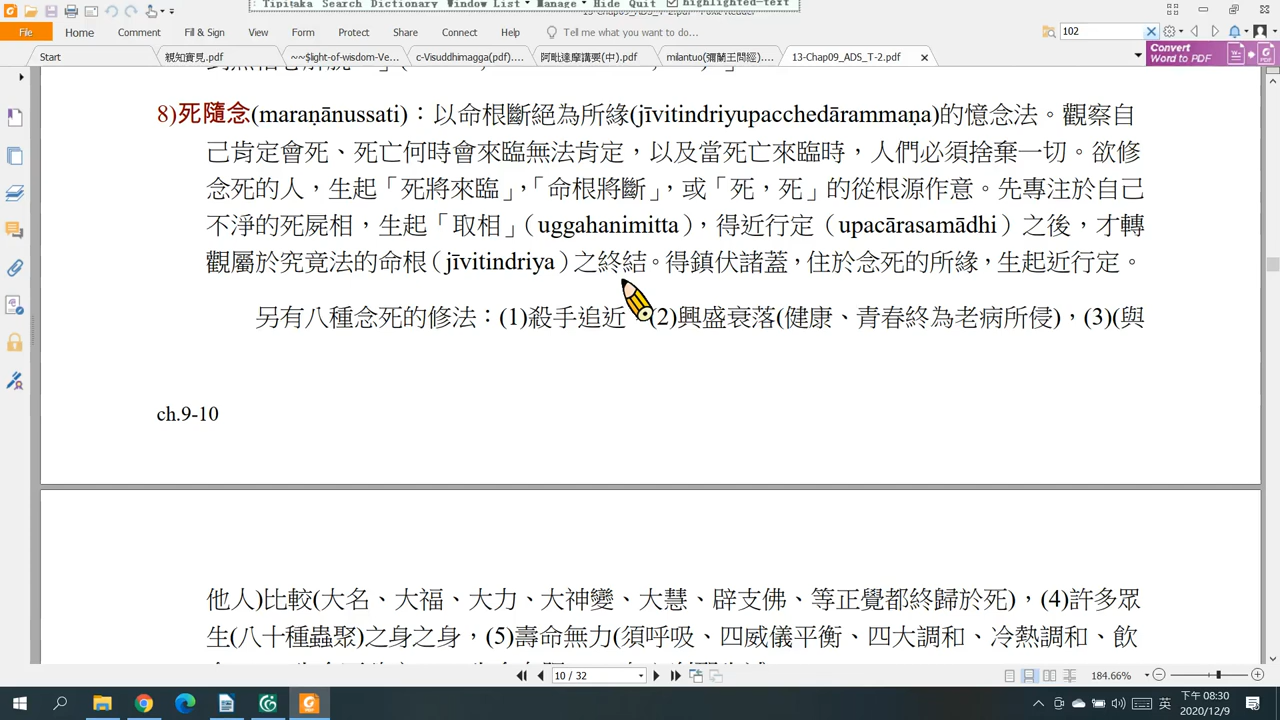 Tipitaka Search Dictionary Window List Manage Hide Menu highlighted-text
File Home Comment Fill & Sign View Form Protect Share Connect Help Tell me what you want to do... 102
Start 親知實見.pdf ~~$light-of-wisdom-Ve... c-Visuddhimagga(pdf).... 阿毗達摩講要(中).pdf milantuo(彌蘭王問經).... 13-Chap09_ADS_T-2.pdf Convert
Word to PDF
8)死隨念(maraṇānussati)：以命根斷絕為所緣(jīvitindriyupacchedārammaṇa)的憶念法。觀察自
己肯定會死、死亡何時會來臨無法肯定，以及當死亡來臨時，人們必須捨棄一切。欲修
念死的人，生起「死將來臨」，「命根將斷」，或「死，死」的從根源作意。先專注於自己
不淨的死屍相，生起「取相」（uggahanimitta），得近行定（upacārasamādhi）之後，才轉
觀屬於究竟法的命根（jīvitindriya）之終結。得鎮伏諸蓋，住於念死的所緣，生起近行定。
另有八種念死的修法：(1)殺手追近 (2)興盛衰落(健康、青春終為老病所侵)，(3)(與
ch.9-10
他人)比較(大名、大福、大力、大神變、大慧、辟支佛、等正覺都終歸於死)，(4)許多眾
生(八十種蟲聚)之身之身，(5)壽命無力(須呼吸、四威儀平衡、四大調和、冷熱調和、飲
10 / 32 184.66%
英 下午 08:30
2020/12/9